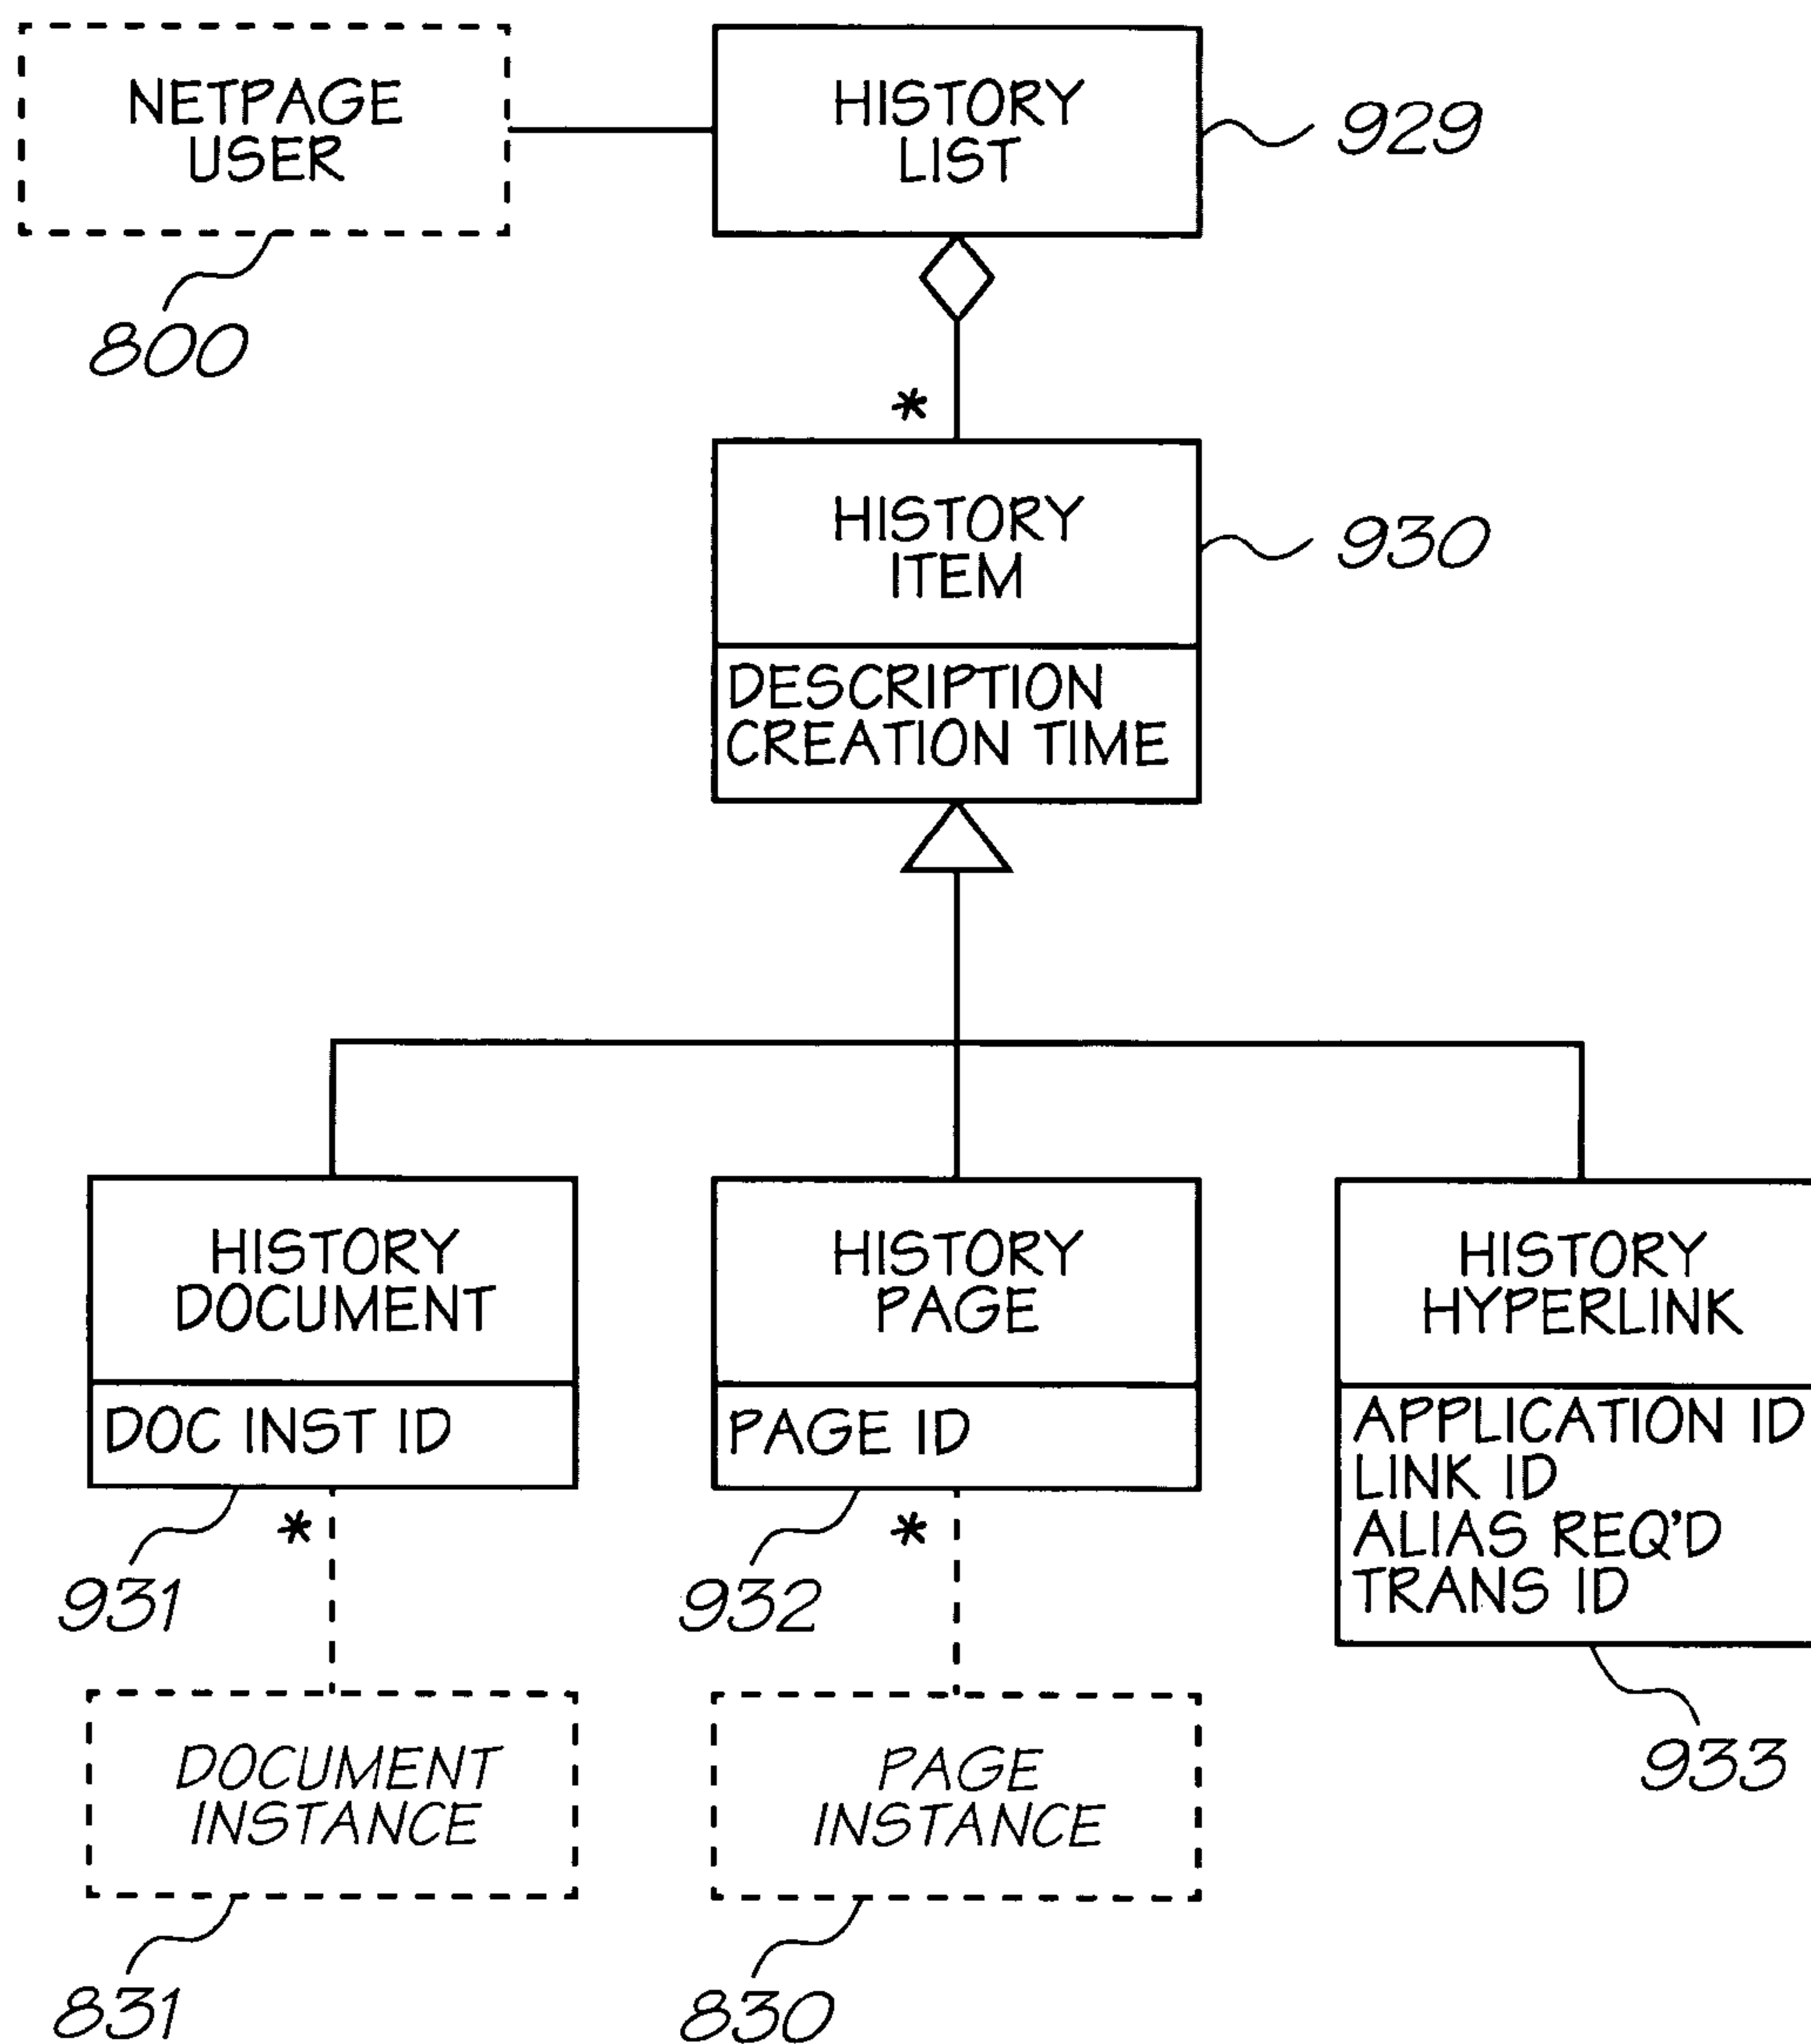 NETPAGE
USER
800
HISTORY
LIST
929
*
HISTORY
ITEM
930
DESCRIPTION
CREATION TIME
HISTORY
DOCUMENT
DOC INST ID
931
*
HISTORY
PAGE
PAGE ID
932
*
HISTORY
HYPERLINK
APPLICATION ID
LINK ID
ALIAS REQ'D
TRANS ID
933
DOCUMENT
INSTANCE
831
PAGE
INSTANCE
830